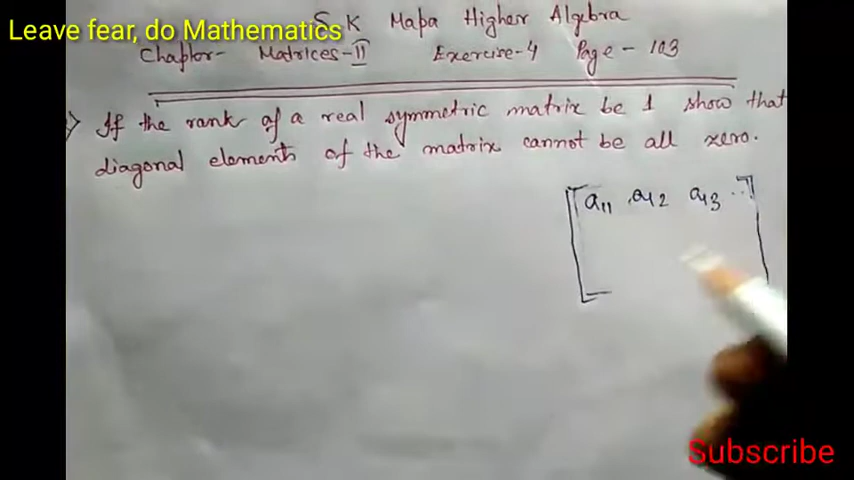 Leave fear, do Mathematics
S K Mapa Higher Algebra
Chapter- Matrices-II Exercise-4 Page - 103
If the rank of a real symmetric matrix be 1 show that
diagonal elements of the matrix cannot be all xero.
a11 a12 a13 ...
Subscribe